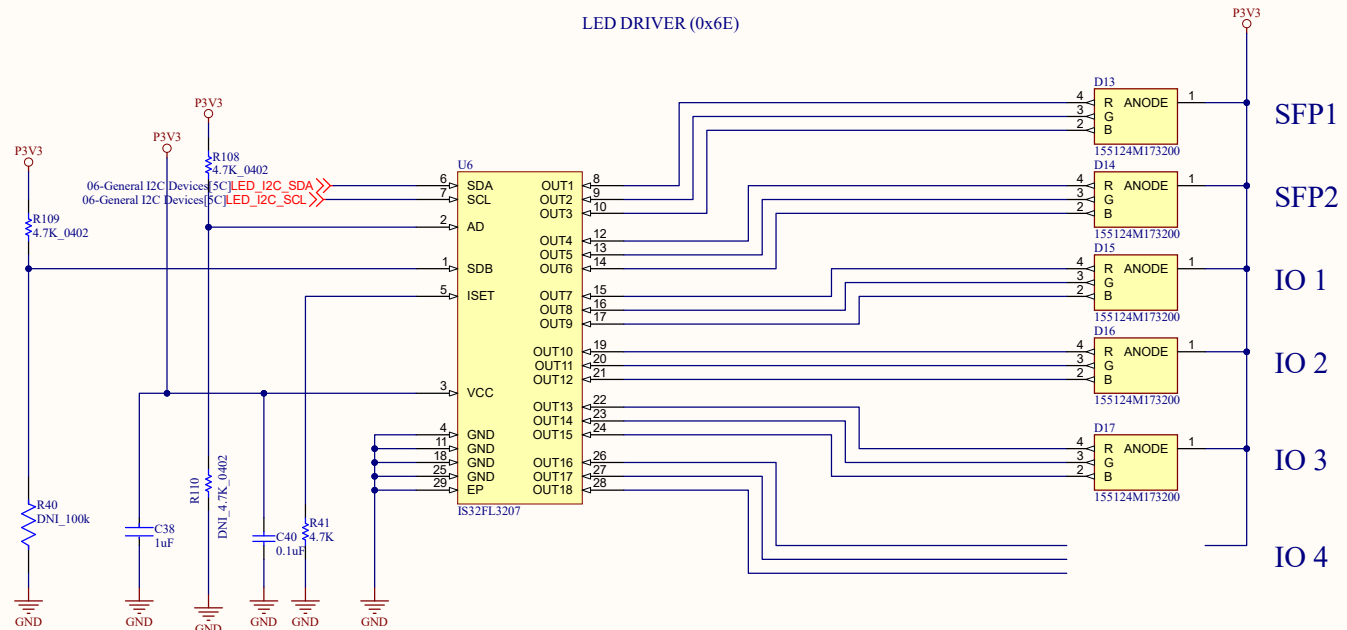 LED DRIVER (0x6E)
P3V3
P3V3
P3V3
P3V3
R108
4.7K_0402
06-General I2C Devices[5C]LED_I2C_SDA
06-General I2C Devices[5C]LED_I2C_SCL
R109
4.7K_0402
R40
DNI_100k
C38
1uF
R110
DNI_4.7K_0402
C40
0.1uF
R41
4.7K
GND
GND
GND
GND
GND
GND
U6
6 SDA
7 SCL
2 AD
1 SDB
5 ISET
3 VCC
4 GND
11 GND
18 GND
25 GND
29 EP
OUT1 8
OUT2 9
OUT3 10
OUT4 12
OUT5 13
OUT6 14
OUT7 15
OUT8 16
OUT9 17
OUT10 19
OUT11 20
OUT12 21
OUT13 22
OUT14 23
OUT15 24
OUT16 26
OUT17 27
OUT18 28
IS32FL3207
D13
4 R ANODE 1
3 G
2 B
155124M173200
SFP1
D14
4 R ANODE 1
3 G
2 B
155124M173200
SFP2
D15
4 R ANODE 1
3 G
2 B
155124M173200
IO 1
D16
4 R ANODE 1
3 G
2 B
155124M173200
IO 2
D17
4 R ANODE 1
3 G
2 B
155124M173200
IO 3
IO 4